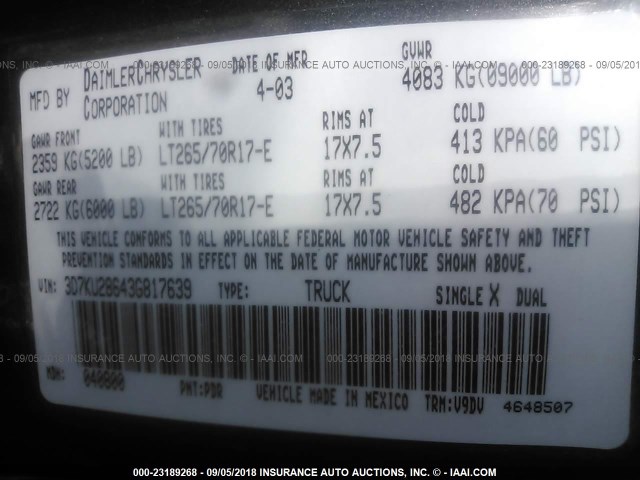 MFD BY DAIMLERCHRYSLER CORPORATION DATE OF MFR 4-03 GVWR 4083 KG(09000 LB)
GAWR FRONT WITH TIRES RIMS AT COLD
2359 KG(5200 LB) LT265/70R17-E 17X7.5 413 KPA(60 PSI)
GAWR REAR WITH TIRES RIMS AT COLD
2722 KG(6000 LB) LT265/70R17-E 17X7.5 482 KPA(70 PSI)
THIS VEHICLE CONFORMS TO ALL APPLICABLE FEDERAL MOTOR VEHICLE SAFETY AND THEFT
PREVENTION STANDARDS IN EFFECT ON THE DATE OF MANUFACTURE SHOWN ABOVE.
VIN: 3D7KU28643G817639 TYPE: TRUCK SINGLE X DUAL
MDH: 040800 PNT:PDR VEHICLE MADE IN MEXICO TRM:V9DV 4648507
000-23189268 - 09/05/2018 INSURANCE AUTO AUCTIONS, INC. - © IAAI.COM